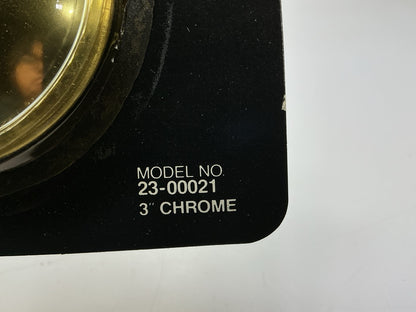 MODEL NO.
23-00021
3" CHROME